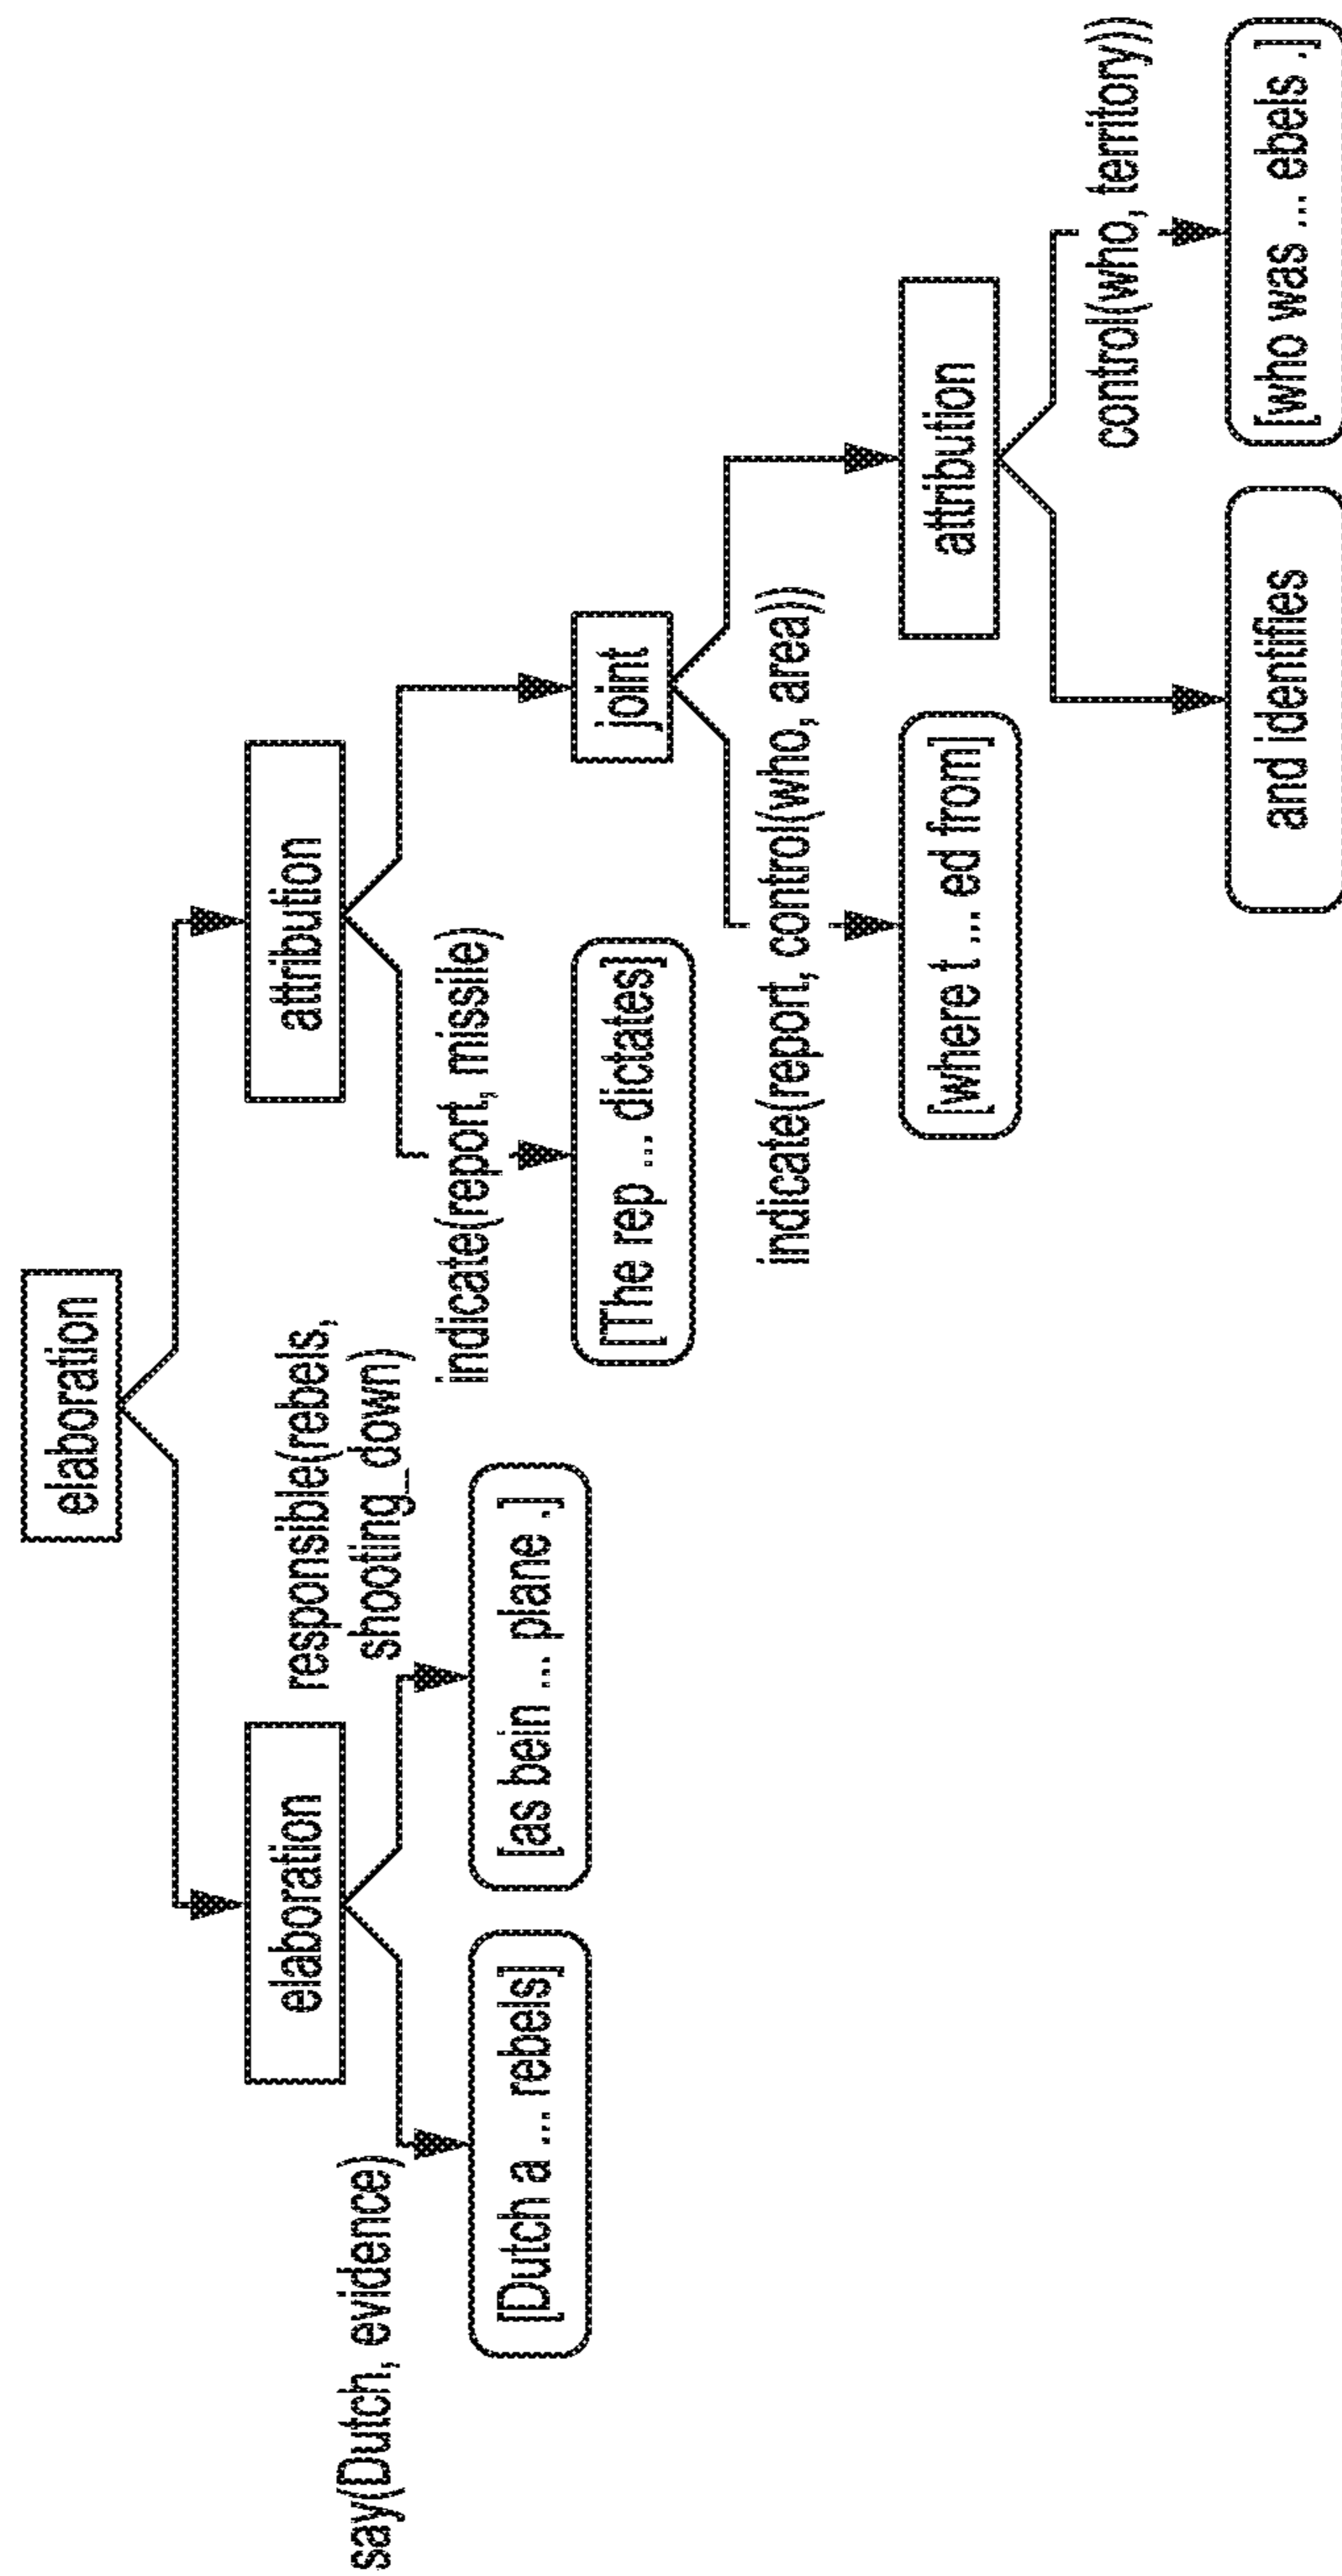 elaboration
elaboration
attribution
say(Dutch, evidence)
responsible(rebels,
shooting_down)
indicate(report, missile)
[Dutch a ... rebels]
[as bein ... plane .]
[The rep ... dictates]
joint
indicate(report, control(who, area))
[where t ... ed from]
attribution
control(who, territory))
and identifies
[who was ... ebels .]